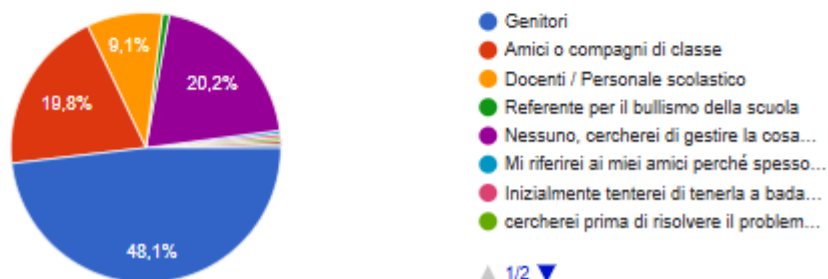 9,1%
20,2%
19,8%
48,1%
Genitori
Amici o compagni di classe
Docenti / Personale scolastico
Referente per il bullismo della scuola
Nessuno, cercherei di gestire la cosa...
Mi riferirei ai miei amici perché spesso...
Inizialmente tenterei di tenerla a bada...
cercherei prima di risolvere il problem...
1/2